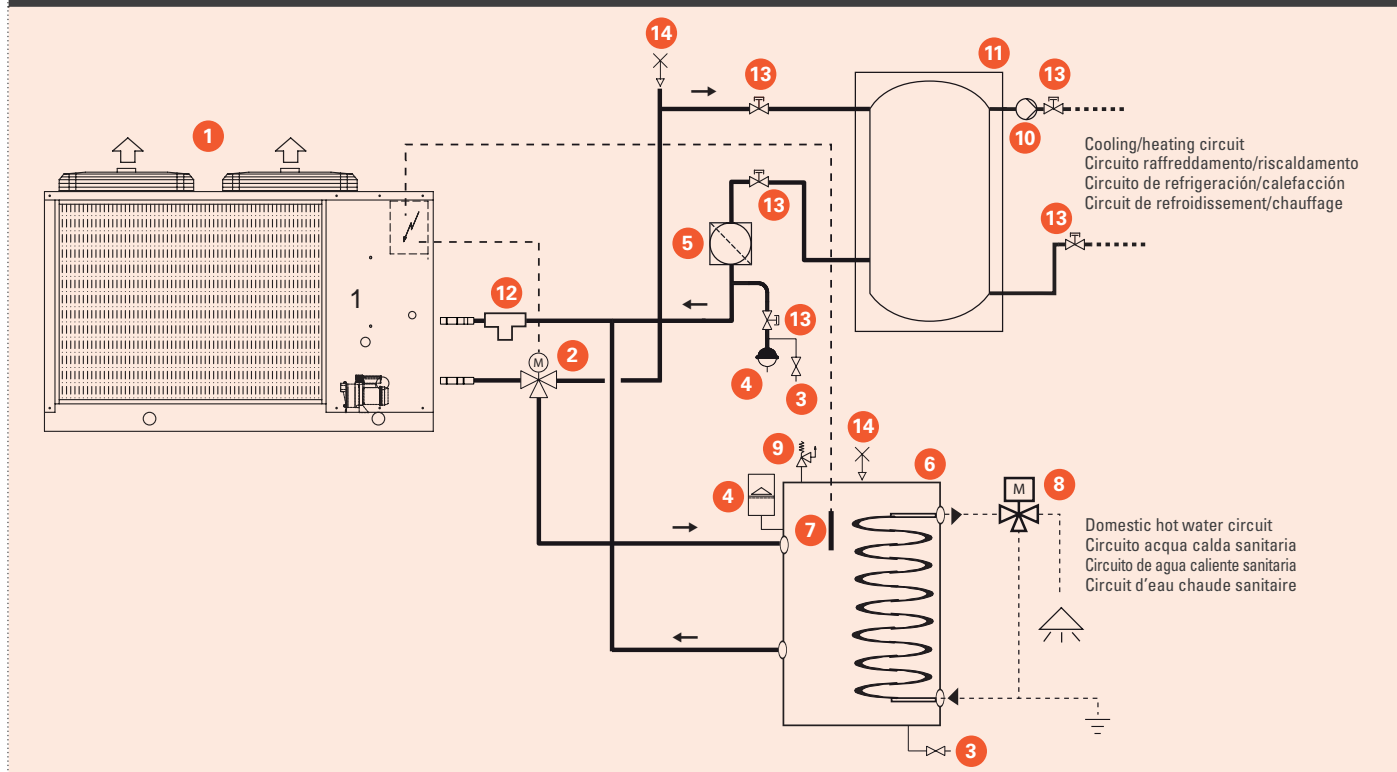 14
13
11
13
1
10
Cooling/heating circuit
Circuito raffreddamento/riscaldamento
Circuito de refrigeración/calefacción
Circuit de refroidissement/chauffage
13
13
5
12
1
13
2
M
4
3
14
9
6
4
M
8
7
Domestic hot water circuit
Circuito acqua calda sanitaria
Circuito de agua caliente sanitaria
Circuit d'eau chaude sanitaire
3